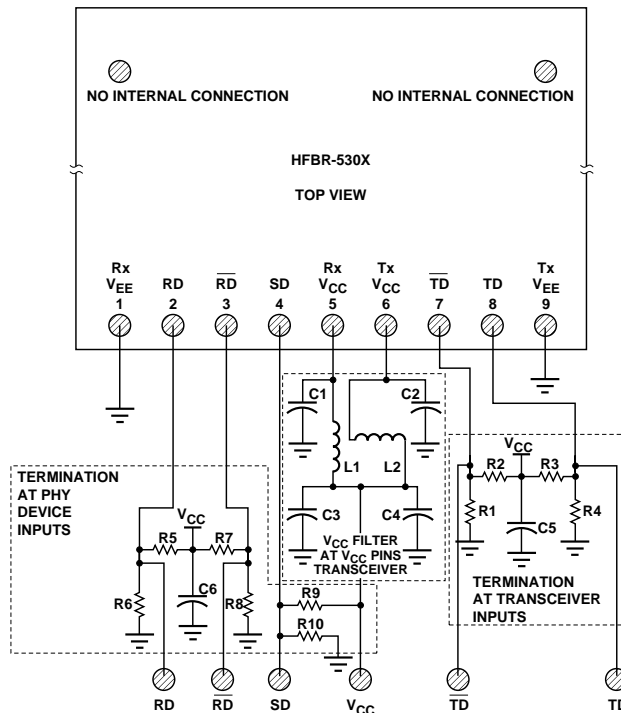 NO INTERNAL CONNECTION
NO INTERNAL CONNECTION
HFBR-530X
TOP VIEW
Rx
VEE
1
RD
2
RD
3
SD
4
Rx
VCC
5
Tx
VCC
6
TD
7
TD
8
Tx
VEE
9
C1
C2
L1
L2
C3
C4
VCC FILTER
AT VCC PINS
TRANSCEIVER
TERMINATION
AT PHY
DEVICE
INPUTS
VCC
R5
R7
R6
C6
R8
R9
R10
VCC
R2
R3
R1
C5
R4
TERMINATION
AT TRANSCEIVER
INPUTS
RD
RD
SD
VCC
TD
TD